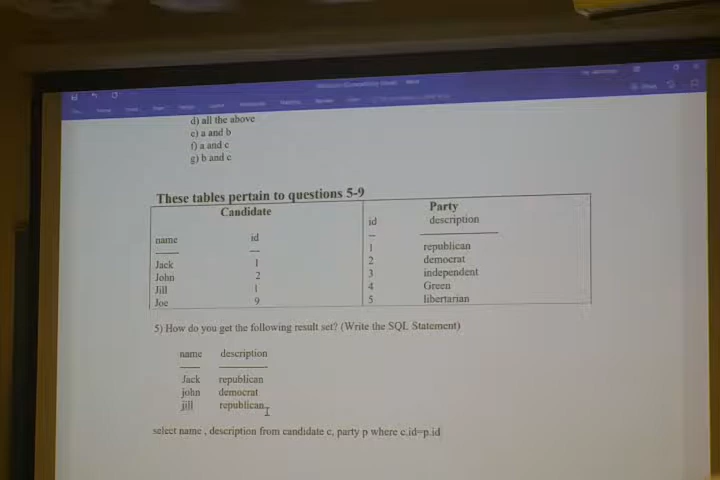 d) all the above
e) a and b
f) a and c
g) b and c
These tables pertain to questions 5-9
Candidate
name id
Jack 1
John 2
Jill 1
Joe 9
Party
id description
1 republican
2 democrat
3 independent
4 Green
5 libertarian
5) How do you get the following result set? (Write the SQL Statement)
name description
Jack republican
john democrat
jill republican
select name , description from candidate c, party p where c.id=p.id